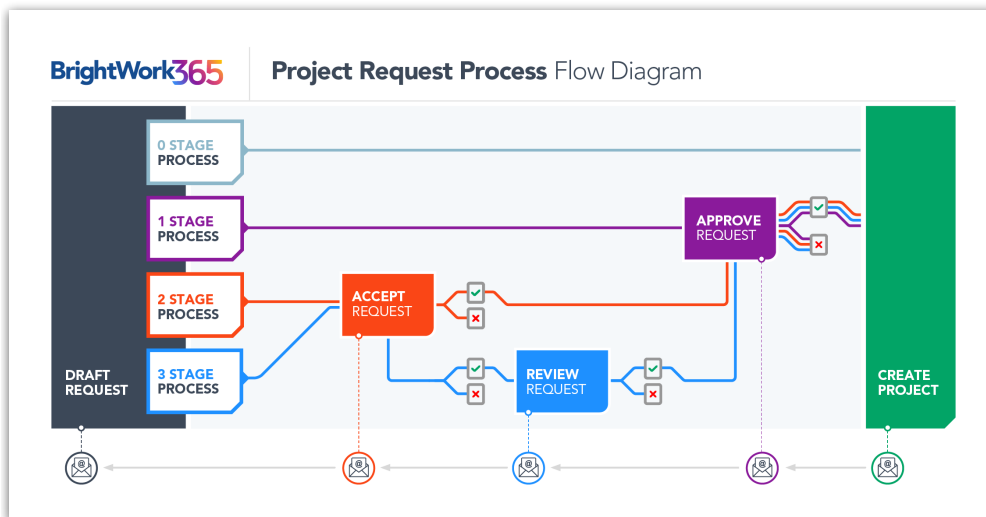 BrightWork365
Project Request Process Flow Diagram
0 STAGE
PROCESS
1 STAGE
PROCESS
APPROVE
REQUEST
2 STAGE
PROCESS
ACCEPT
REQUEST
DRAFT
REQUEST
3 STAGE
PROCESS
REVIEW
REQUEST
CREATE
PROJECT
@
@
@
@
@